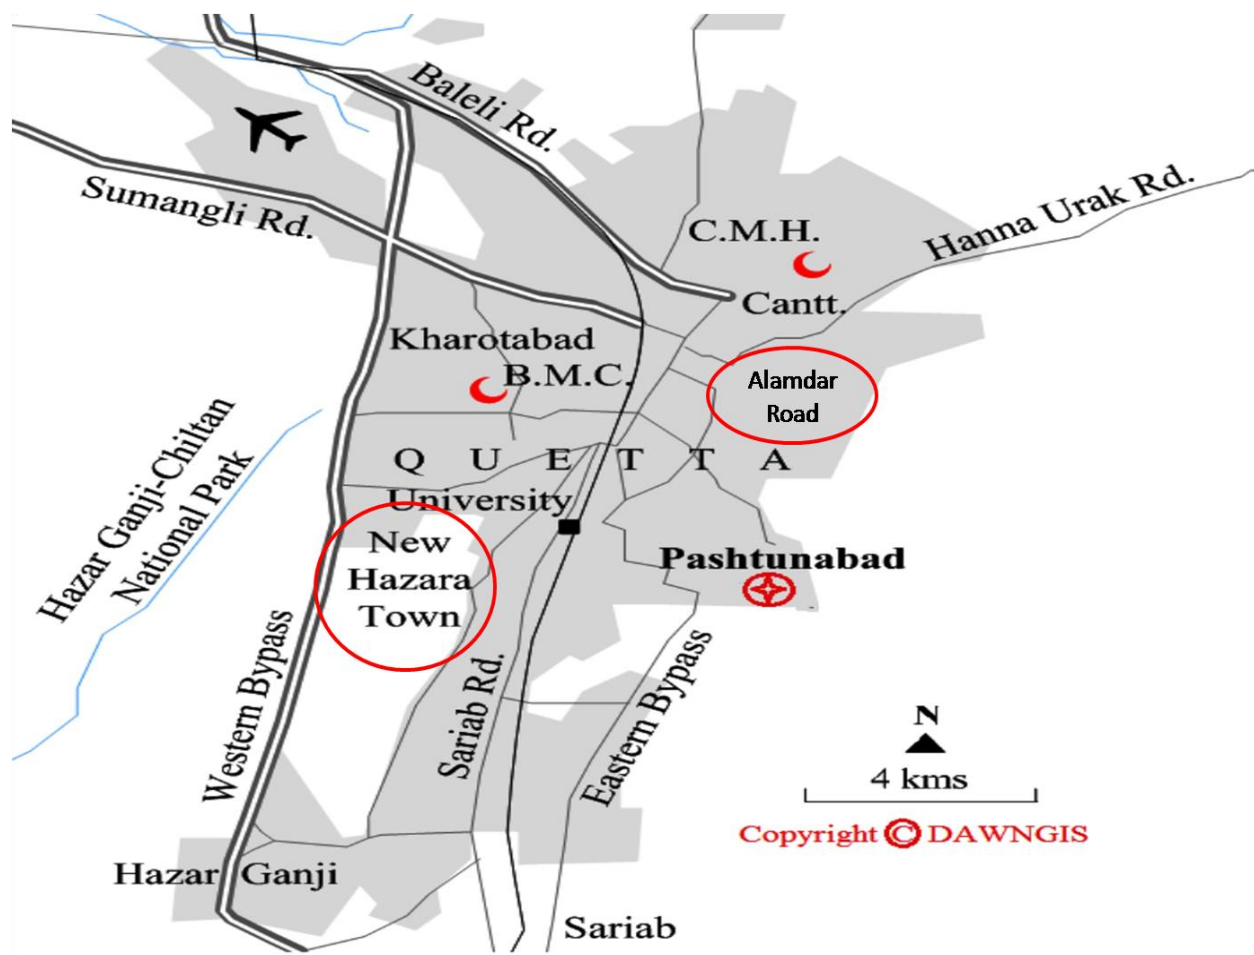 Baleli Rd.
Sumangli Rd.
Hanna Urak Rd.
C.M.H.
Cantt.
Kharotabad
B.M.C.
Alamdar
Road
QUETTA
University
Hazar Ganji-Chiltan
National Park
New
Hazara
Town
Pashtunabad
Western Bypass
Sariab Rd.
Eastern Bypass
N
4 kms
Copyright © DAWNGIS
Hazar Ganji
Sariab